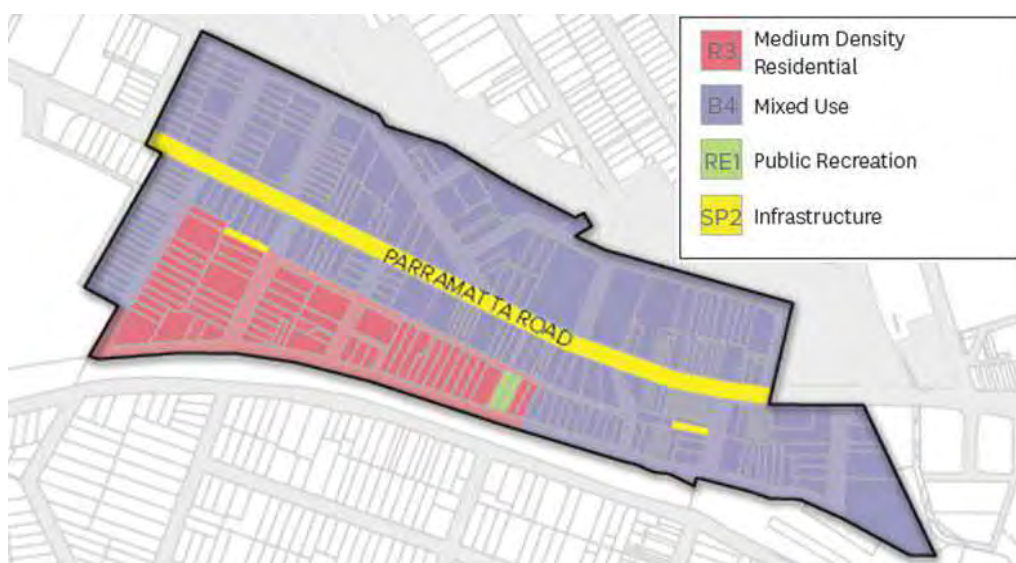 R3 Medium Density
Residential
B4 Mixed Use
RE1 Public Recreation
SP2 Infrastructure
PARRAMATTA ROAD